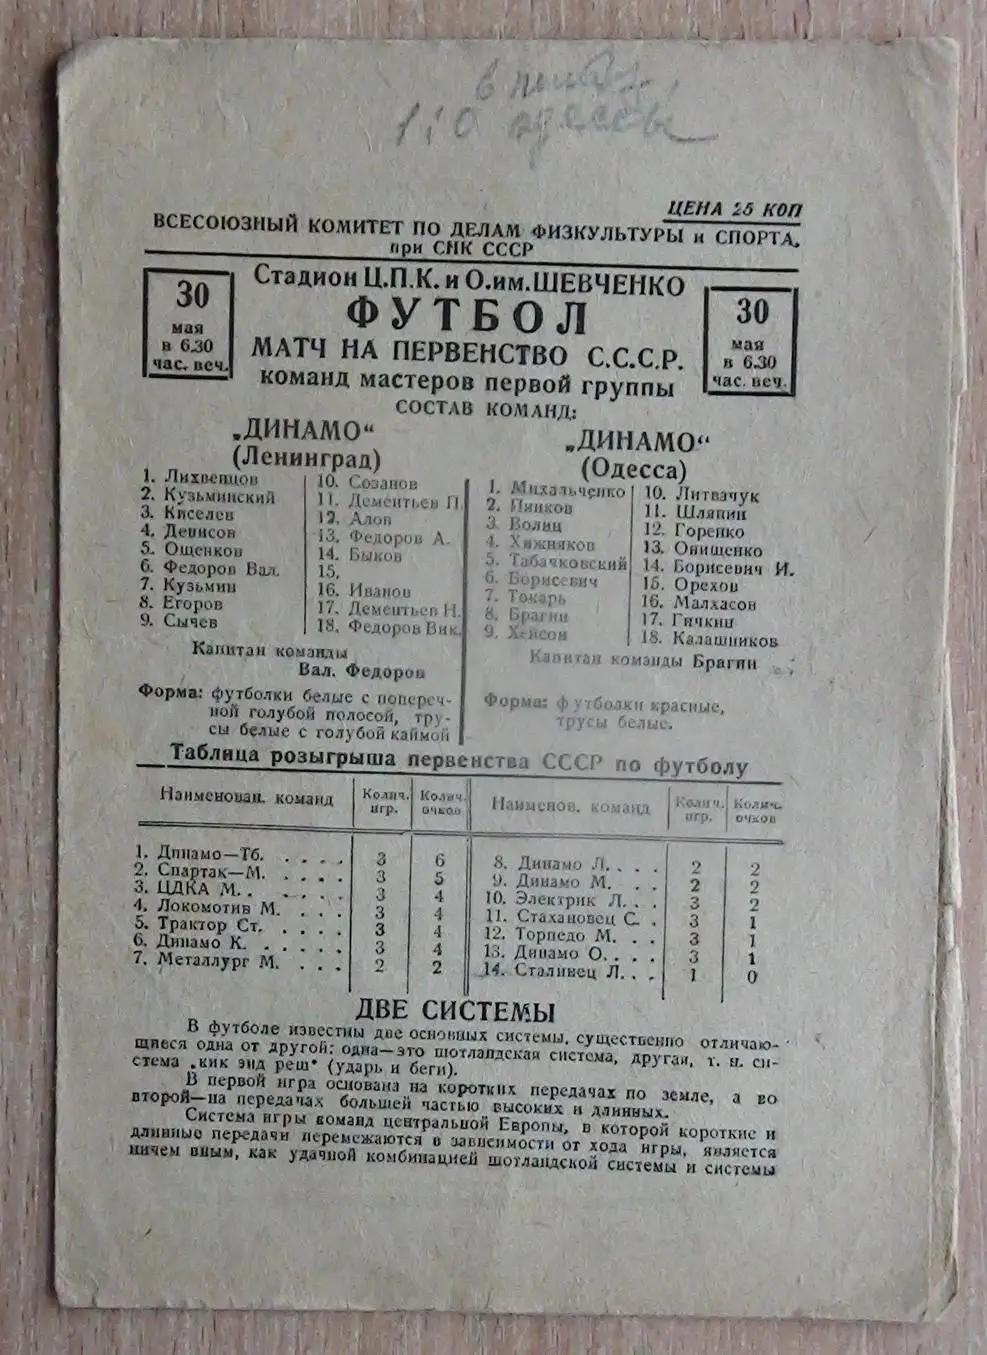 в пользу
1:0 Одессы
ЦЕНА 25 КОП
ВСЕСОЮЗНЫЙ КОМИТЕТ ПО ДЕЛАМ ФИЗКУЛЬТУРЫ и СПОРТА,
при СНК СССР
30
мая
в 6.30
час. веч.
Стадион Ц.П.К. и О.им.ШЕВЧЕНКО
ФУТБОЛ
МАТЧ НА ПЕРВЕНСТВО С.С.С.Р.
команд мастеров первой группы
СОСТАВ КОМАНД:
30
мая
в 6.30
час. веч.
„ДИНАМО“
(Ленинград)
1. Лихвенцов
2. Кузьминский
3. Киселев
4. Денисов
5. Ощенков
6. Федоров Вал.
7. Кузьмин
8. Егоров
9. Сычев
10. Созанов
11. Дементьев П.
12. Алов
13. Федоров А.
14. Быков
15.
16. Иванов
17. Дементьев Н.
18. Федоров Вик.
Капитан команды
Вал. Федоров
Форма: футболки белые с попереч-
ной голубой полосой, тру-
сы белые с голубой каймой
„ДИНАМО“
(Одесса)
1. Михальченко
2. Пинков
3. Волин
4. Хижняков
5. Табачковский
6. Борисевич
7. Токарь
8. Брагин
9. Хейсон
10. Литвачук
11. Шляпин
12. Горенко
13. Онищенко
14. Борисевич И.
15. Орехов
16. Малхасов
17. Гичкин
18. Калашников
Капитан команды Брагин
Форма: футболки красные,
трусы белые.
Таблица розыгрыша первенства СССР по футболу
Наименован. команд Колич. игр. Колич. очков Наименов. команд Колич. игр. Колич. очков
1. Динамо—Тб. . . . . 3 6
2. Спартак—М. . . . . 3 5
3. ЦДКА М. . . . . 3 4
4. Локомотив М. . . . 3 4
5. Трактор Ст. . . . . 3 4
6. Динамо К. . . . . . 3 4
7. Металлург М. . . . 2 2
8. Динамо Л. . . . 2 2
9. Динамо М. . . 2 2
10. Электрик Л. . . 3 2
11. Стахановец С. . 3 1
12. Торпедо М. . . 3 1
13. Динамо О. . . . 3 1
14. Сталинец Л. . . 1 0
ДВЕ СИСТЕМЫ
В футболе известны две основных системы, существенно отличаю-
щиеся одна от другой: одна—это шотландская система, другая, т. н. си-
стема „кик энд реш“ (ударь и беги).
В первой игра основана на коротких передачах по земле, а во
второй—на передачах большей частью высоких и длинных.
Система игры команд центральной Европы, в которой короткие и
длинные передачи перемежаются в зависимости от хода игры, является
ничем иным, как удачной комбинацией шотландской системы и системы